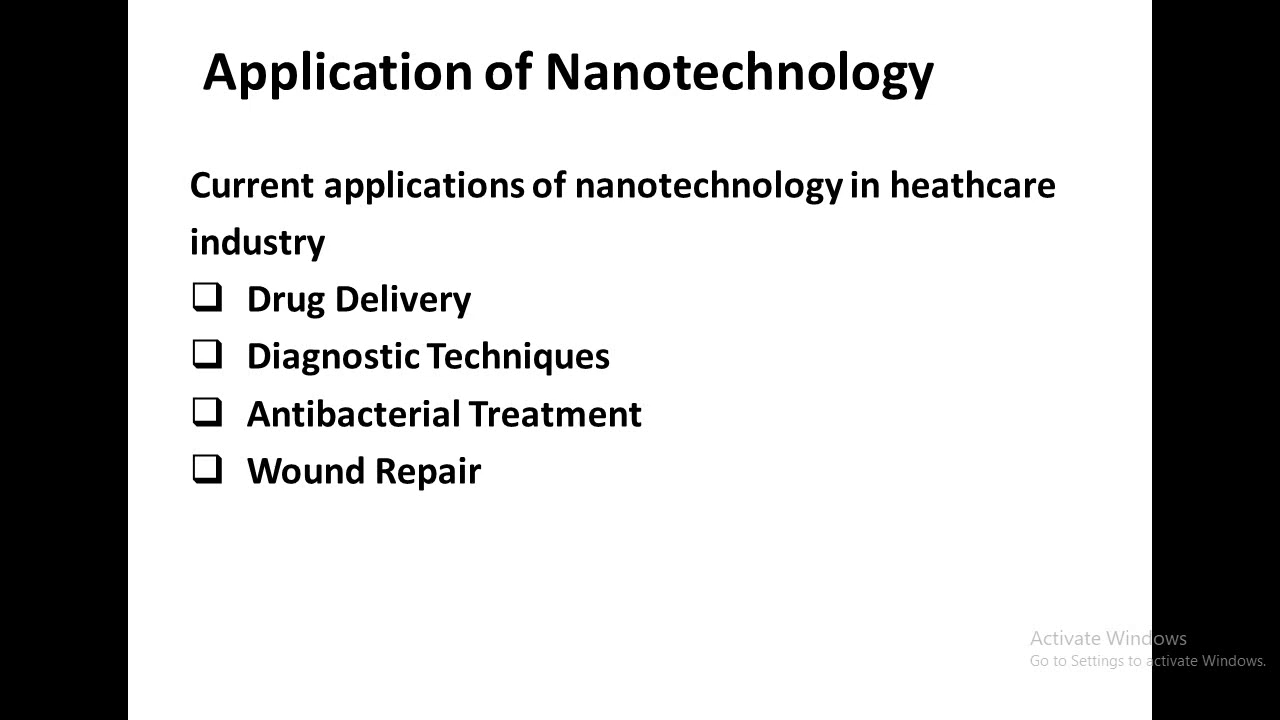 Application of Nanotechnology
Current applications of nanotechnology in heathcare
industry
Drug Delivery
Diagnostic Techniques
Antibacterial Treatment
Wound Repair
Activate Windows
Go to Settings to activate Windows.